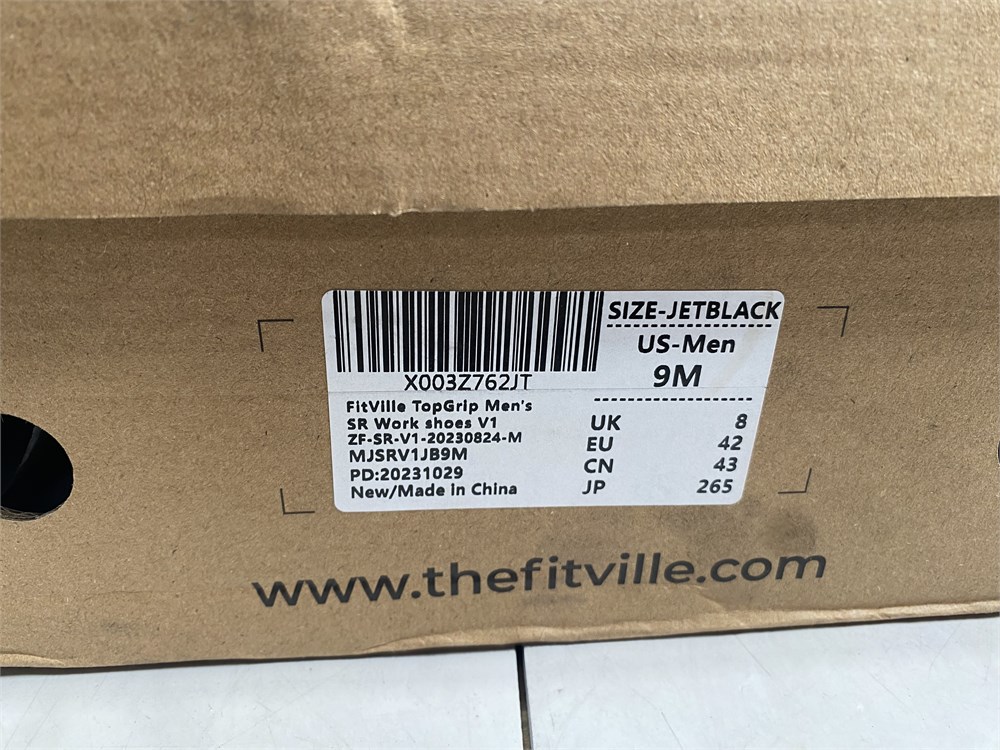 X003Z762JT
SIZE-JETBLACK
US-Men
9M
FitVille TopGrip Men's
SR Work shoes V1
ZF-SR-V1-20230824-M
MJSRV1JB9M
PD:20231029
New/Made in China
UK 8
EU 42
CN 43
JP 265
www.thefitville.com